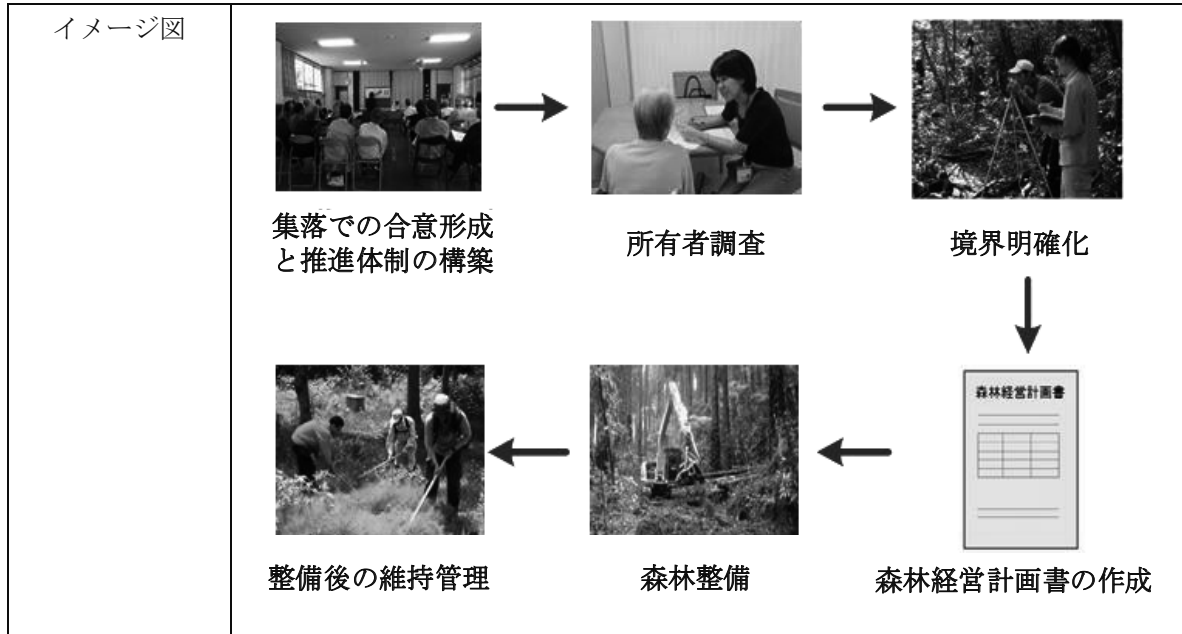 イメージ図
集落での合意形成
と推進体制の構築
所有者調査
境界明確化
森林経営計画書
整備後の維持管理
森林整備
森林経営計画書の作成